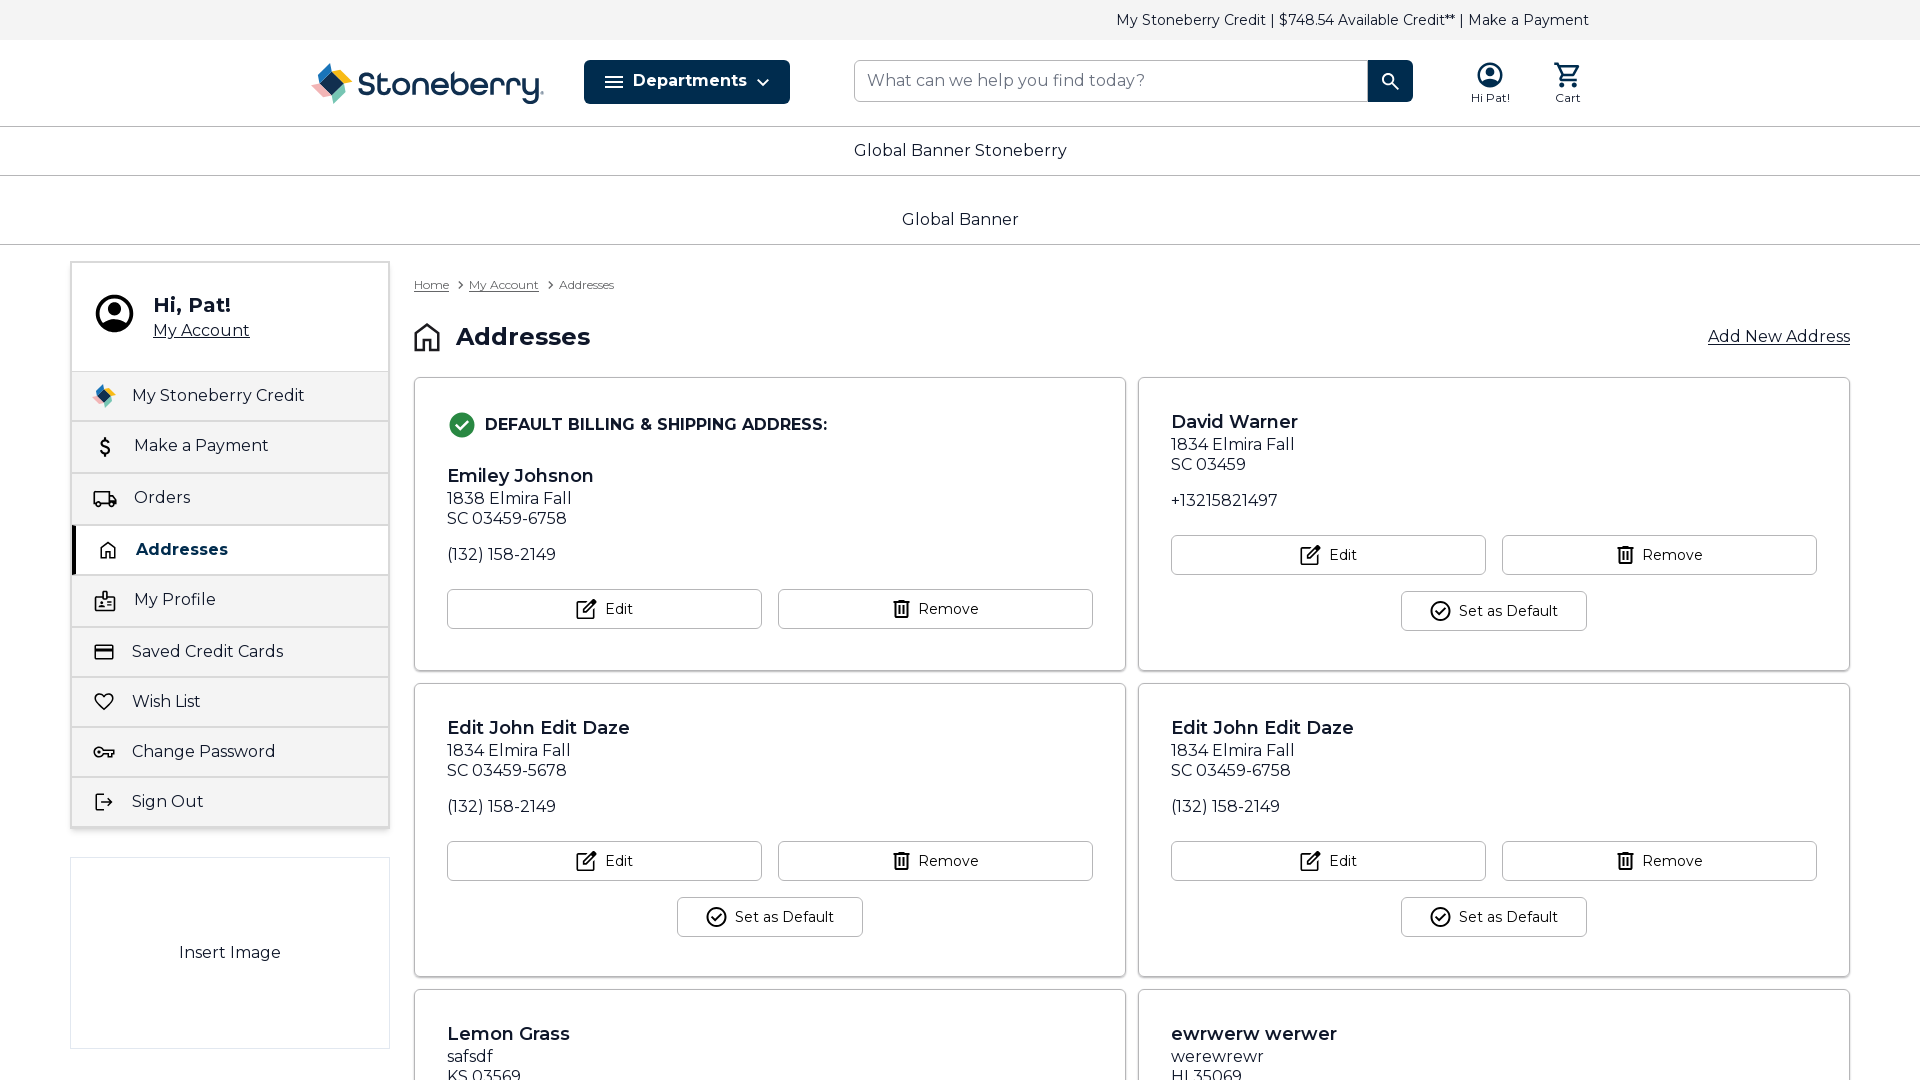 My Stoneberry Credit | $748.54 Available Credit** | Make a Payment
Stoneberry.
Departments
What can we help you find today?
Hi Pat!
Cart
Global Banner Stoneberry
Global Banner
Hi, Pat!
My Account
My Stoneberry Credit
Make a Payment
Orders
Addresses
My Profile
Saved Credit Cards
Wish List
Change Password
Sign Out
Insert Image
Home > My Account > Addresses
Addresses
Add New Address
DEFAULT BILLING & SHIPPING ADDRESS:
Emiley Johsnon
1838 Elmira Fall
SC 03459-6758
(132) 158-2149
Edit
Remove
David Warner
1834 Elmira Fall
SC 03459
+13215821497
Edit
Remove
Set as Default
Edit John Edit Daze
1834 Elmira Fall
SC 03459-5678
(132) 158-2149
Edit
Remove
Set as Default
Edit John Edit Daze
1834 Elmira Fall
SC 03459-6758
(132) 158-2149
Edit
Remove
Set as Default
Lemon Grass
safsdf
KS 03569
ewrwerw werwer
werewrewr
HI 35069